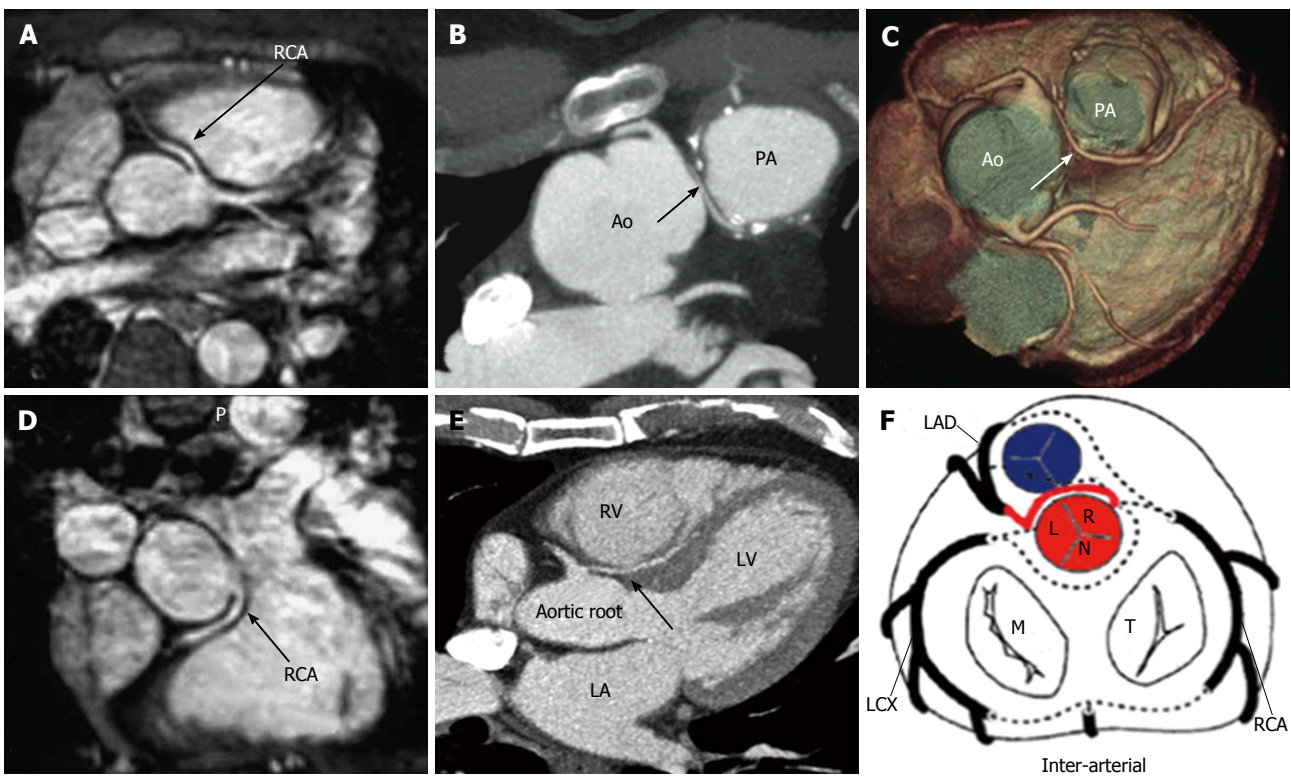 A
RCA
B
PA
Ao
C
PA
Ao
D
P
RCA
E
RV
LV
Aortic root
LA
F
LAD
R
L
N
M
T
LCX
RCA
Inter-arterial